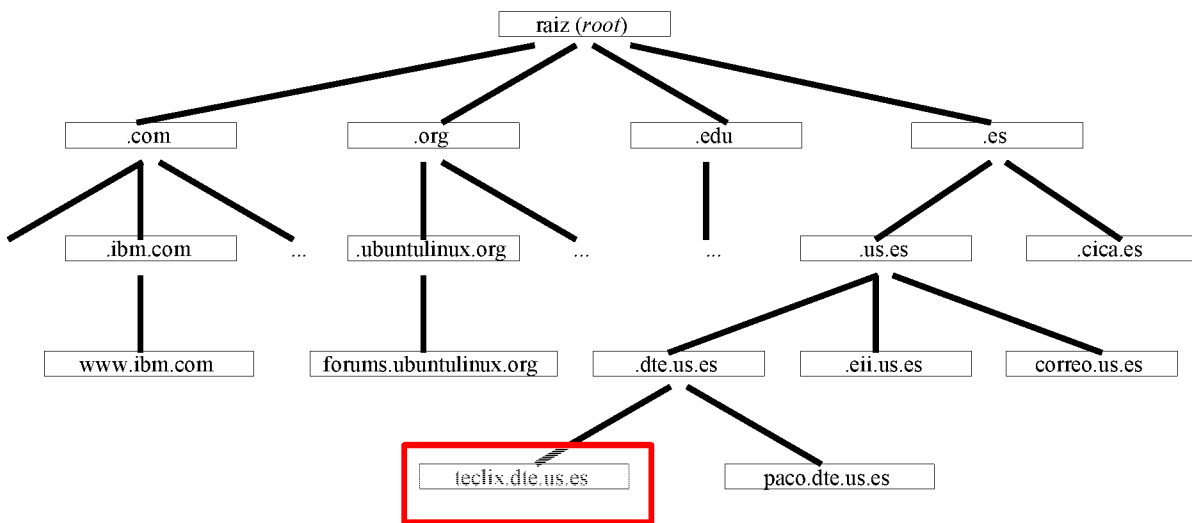 raiz (root)
.com
.org
.edu
.es
.ibm.com
...
.ubuntulinux.org
...
...
.us.es
.cica.es
www.ibm.com
forums.ubuntulinux.org
.dte.us.es
.eii.us.es
correo.us.es
teclix.dte.us.es
paco.dte.us.es